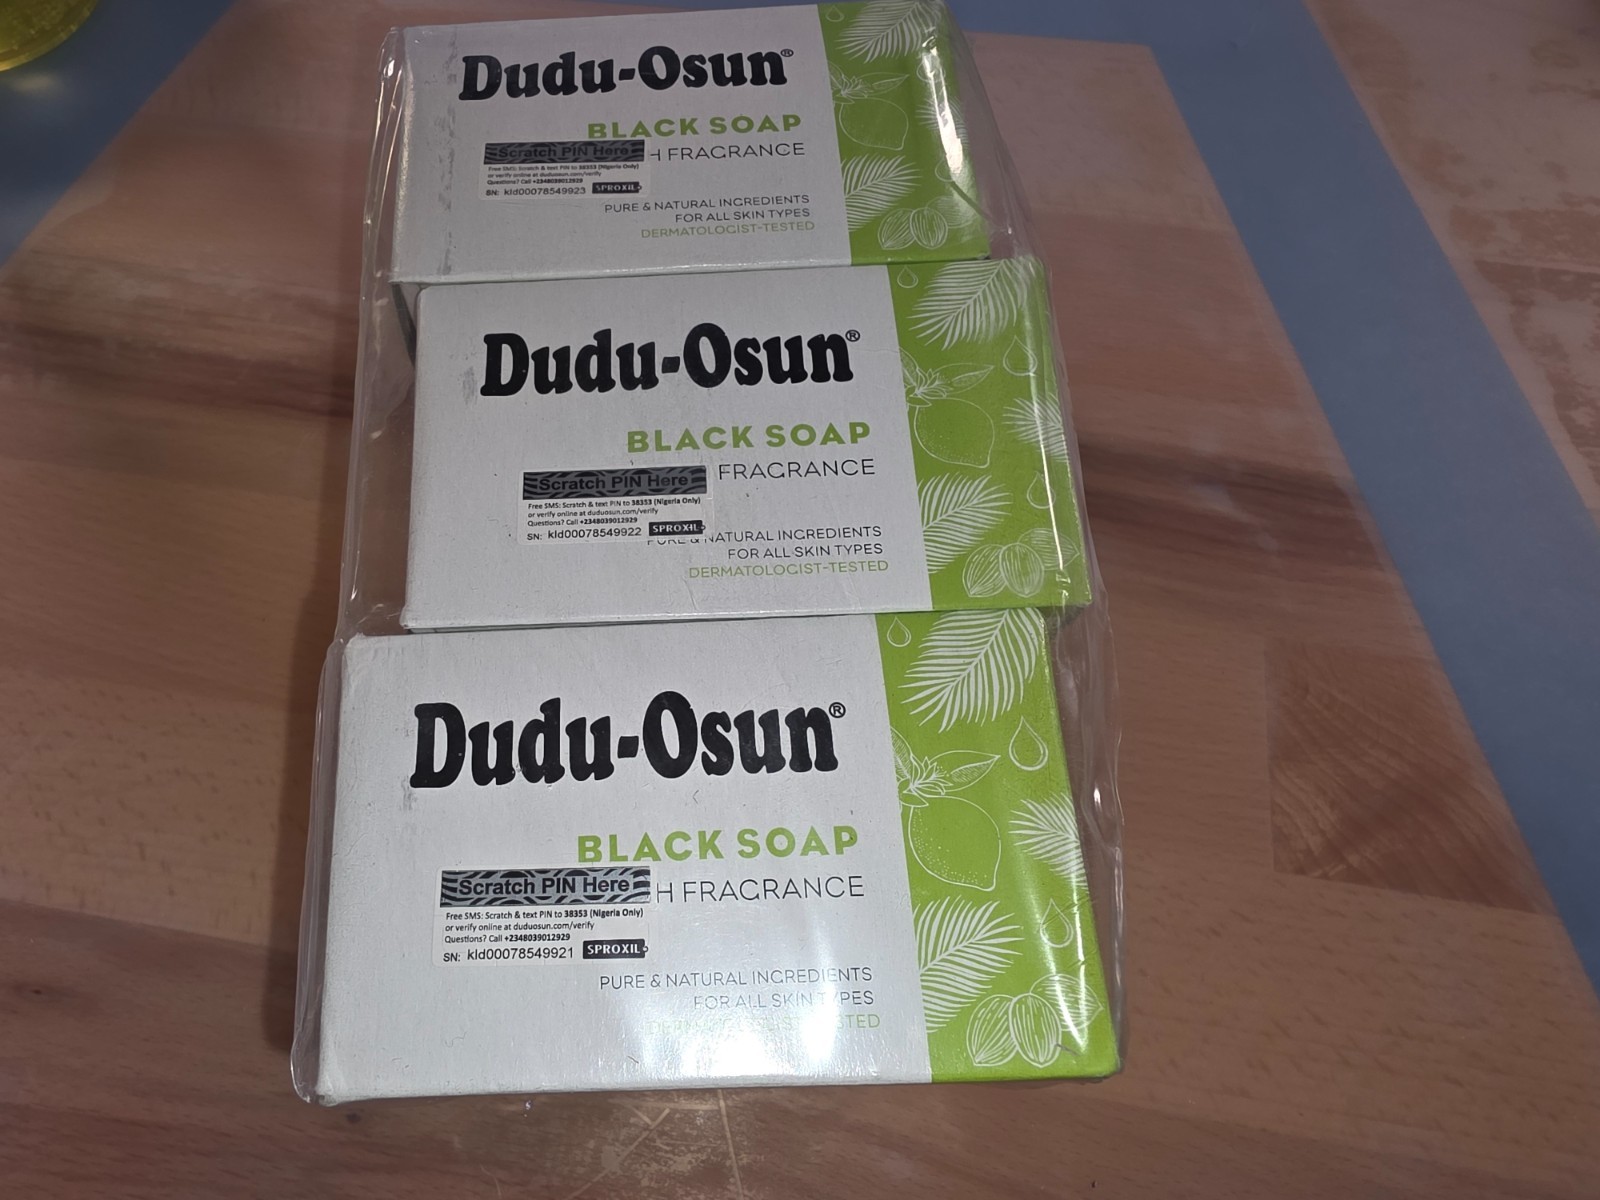 Dudu-Osun®
BLACK SOAP
Scratch PIN Here
H FRAGRANCE
Free SMS: Scratch & text PIN to 38353 (Nigeria Only)
or verify online at duduosun.com/verify
Questions? Call +2348039012929
SN: kld00078549923 SPROXIL
PURE & NATURAL INGREDIENTS
FOR ALL SKIN TYPES
DERMATOLOGIST-TESTED
Dudu-Osun®
BLACK SOAP
Scratch PIN Here
FRAGRANCE
Free SMS: Scratch & text PIN to 38353 (Nigeria Only)
or verify online at duduosun.com/verify
Questions? Call +2348039012929
SN: kld00078549922 SPROXIL
PURE & NATURAL INGREDIENTS
FOR ALL SKIN TYPES
DERMATOLOGIST-TESTED
Dudu-Osun®
BLACK SOAP
Scratch PIN Here
H FRAGRANCE
Free SMS: Scratch & text PIN to 38353 (Nigeria Only)
or verify online at duduosun.com/verify
Questions? Call +2348039012929
SN: kld00078549921 SPROXIL
PURE & NATURAL INGREDIENTS
FOR ALL SKIN TYPES
DERMATOLOGIST-TESTED